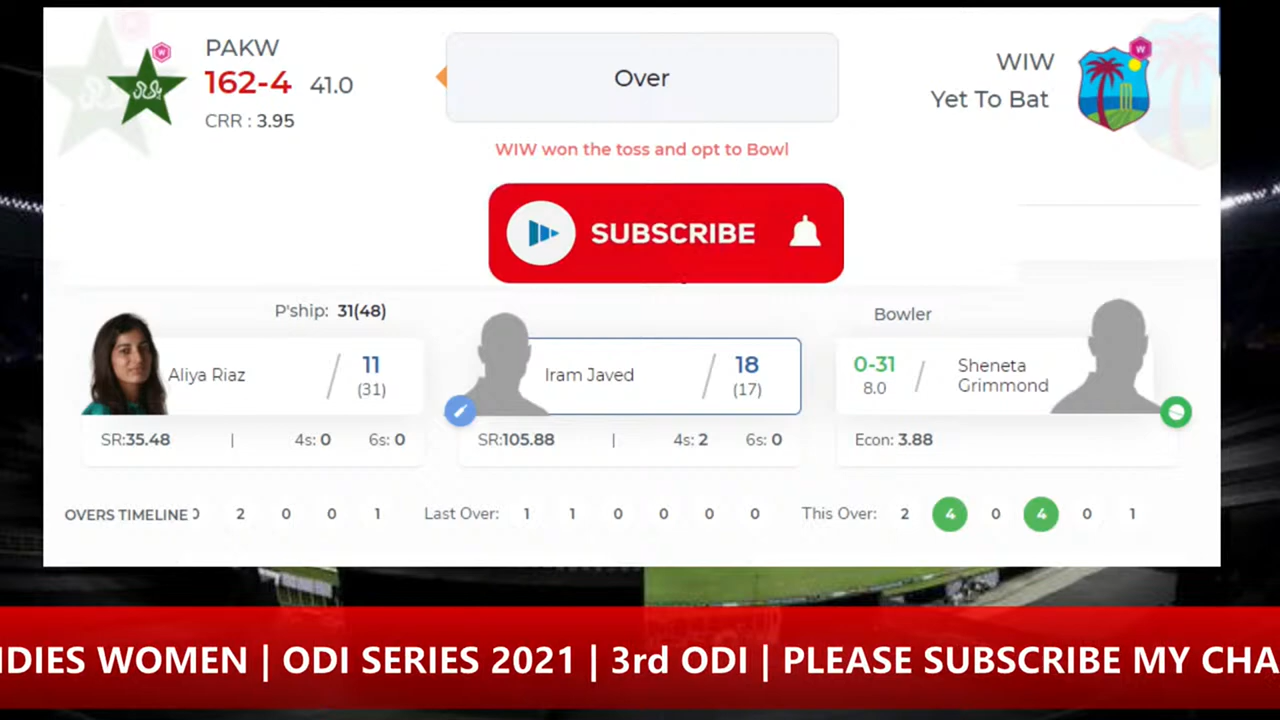 PAKW
162-4 41.0
CRR : 3.95
Over
WIW
Yet To Bat
W
W
WIW won the toss and opt to Bowl
SUBSCRIBE
P'ship: 31(48)
Bowler
Aliya Riaz / 11
(31)
Iram Javed / 18
(17)
0-31 / Sheneta
8.0 Grimmond
SR:35.48 | 4s: 0 6s: 0
SR:105.88 | 4s: 2 6s: 0
Econ: 3.88
OVERS TIMELINE 2 0 0 1 Last Over: 1 1 0 0 0 0 This Over: 2 4 0 4 0 1
WOMEN | ODI SERIES 2021 | 3rd ODI | PLEASE SUBSCRIBE MY